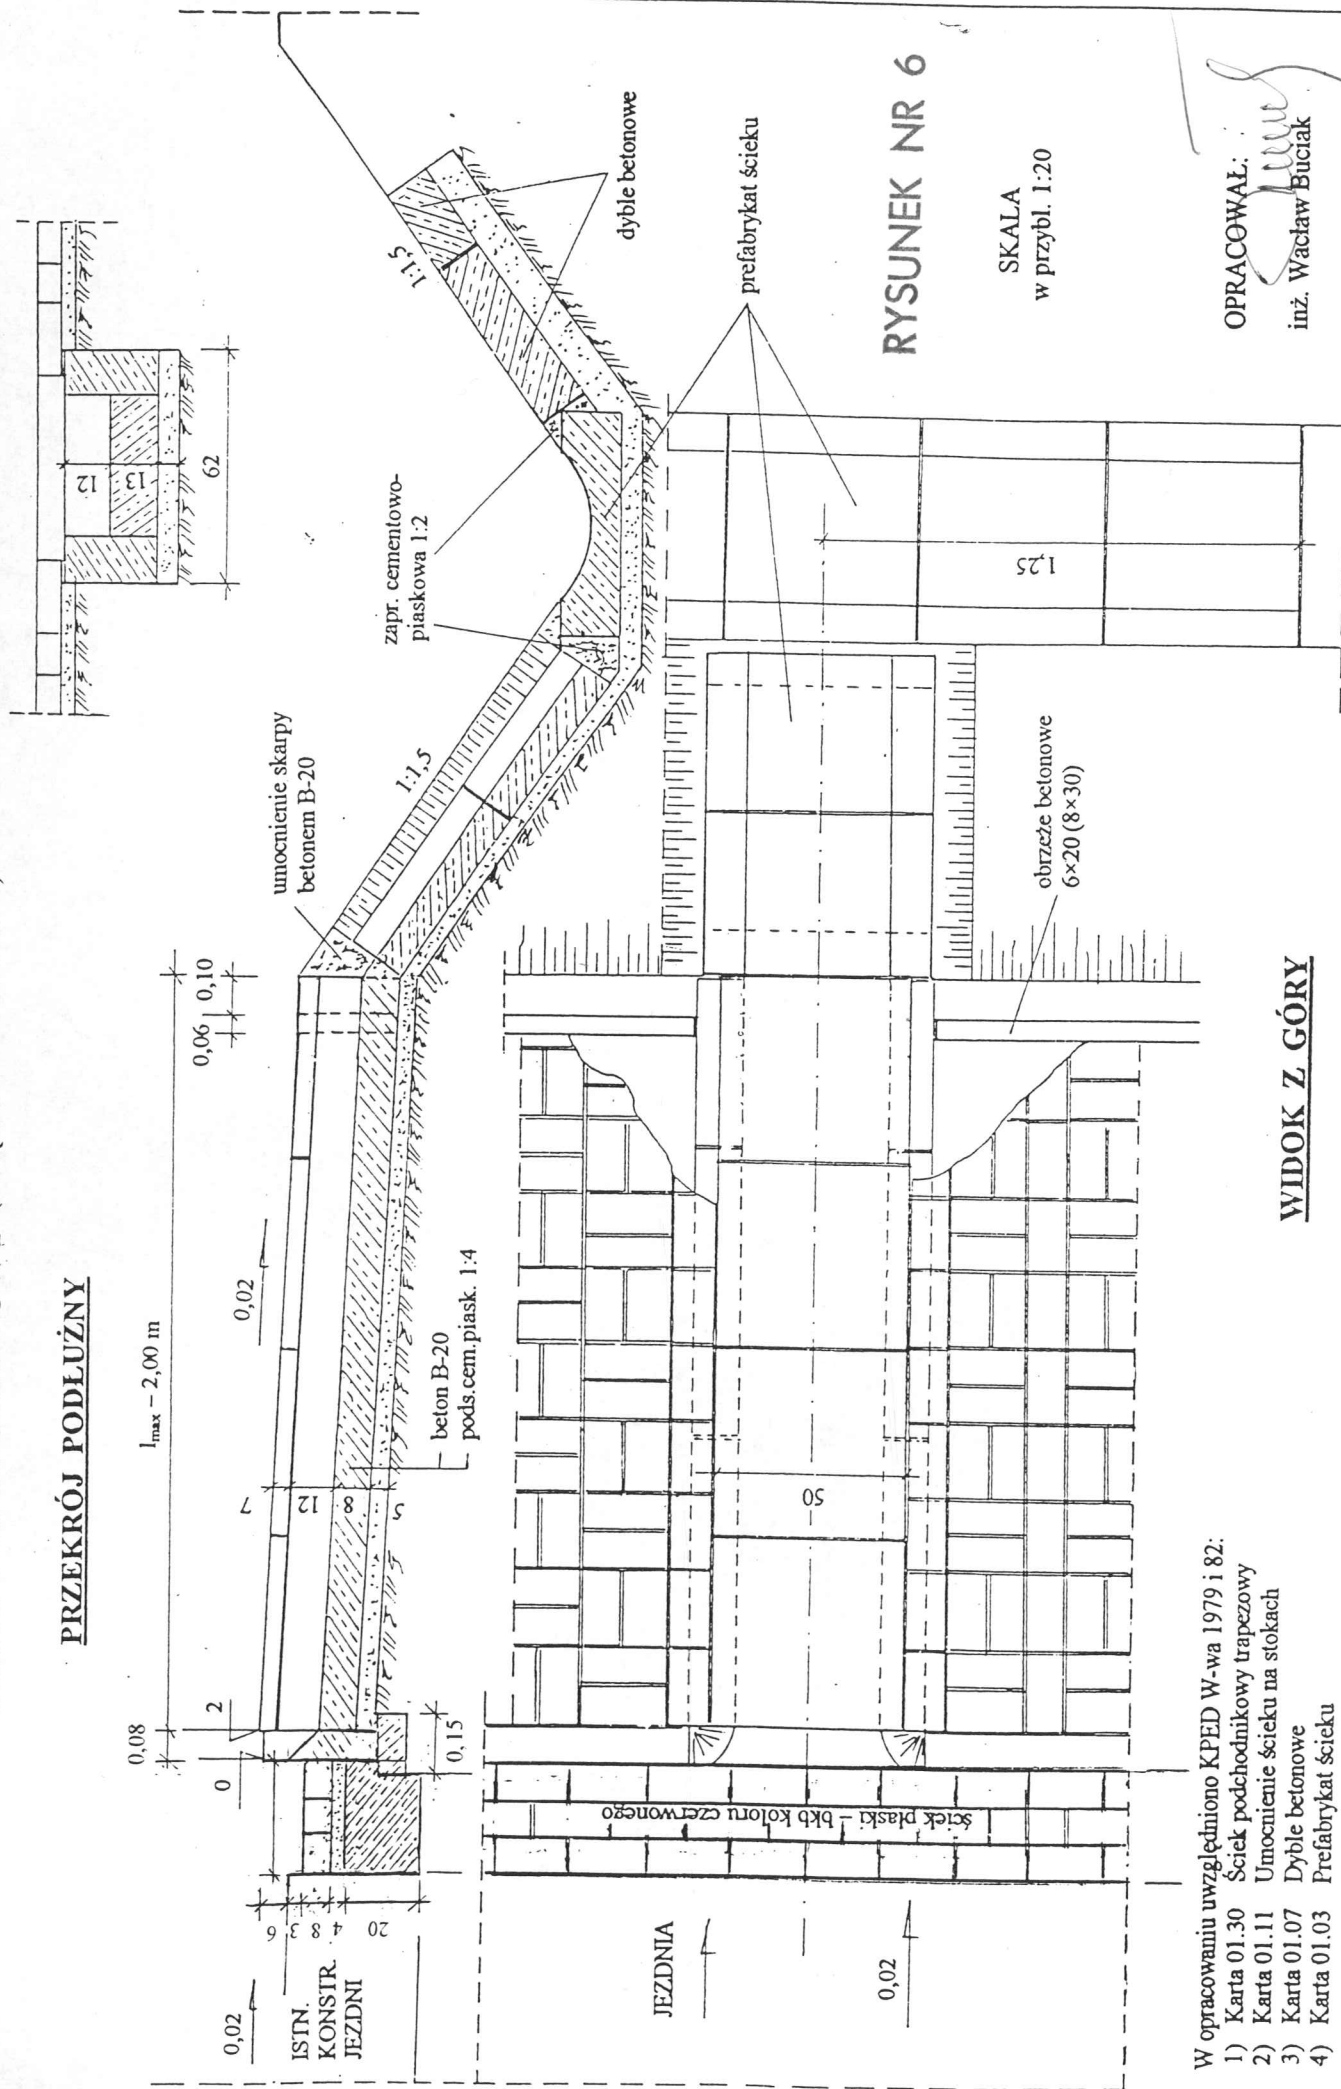 PRZEKRÓJ PODŁUŻNY
l max – 2,00 m
0,08
0,06
0,10
0
2
0,02
0,02
7
12
8
5
6
3
8
4
20
0,15
ISTN.
KONSTR.
JEZDNI
beton B-20
pods.cem.piask. 1:4
umocnienie skarpy
betonem B-20
1:1,5
zapr. cementowo-
piaskowa 1:2
1:1,5
dyble betonowe
prefabrykat ścieku
12
13
62
RYSUNEK NR 6
SKALA
w przybl. 1:20
OPRACOWAŁ:
inż. Wacław Buciak
JEZDNIA
0,02
ściek płaski – bkb koloru czerwonego
50
1,25
obrzeże betonowe
6×20 (8×30)
WIDOK Z GÓRY
W opracowaniu uwzględniono KPED W-wa 1979 i 82:
1) Karta 01.30 Ściek podchodnikowy trapezowy
2) Karta 01.11 Umocnienie ścieku na stokach
3) Karta 01.07 Dyble betonowe
4) Karta 01.03 Prefabrykat ścieku